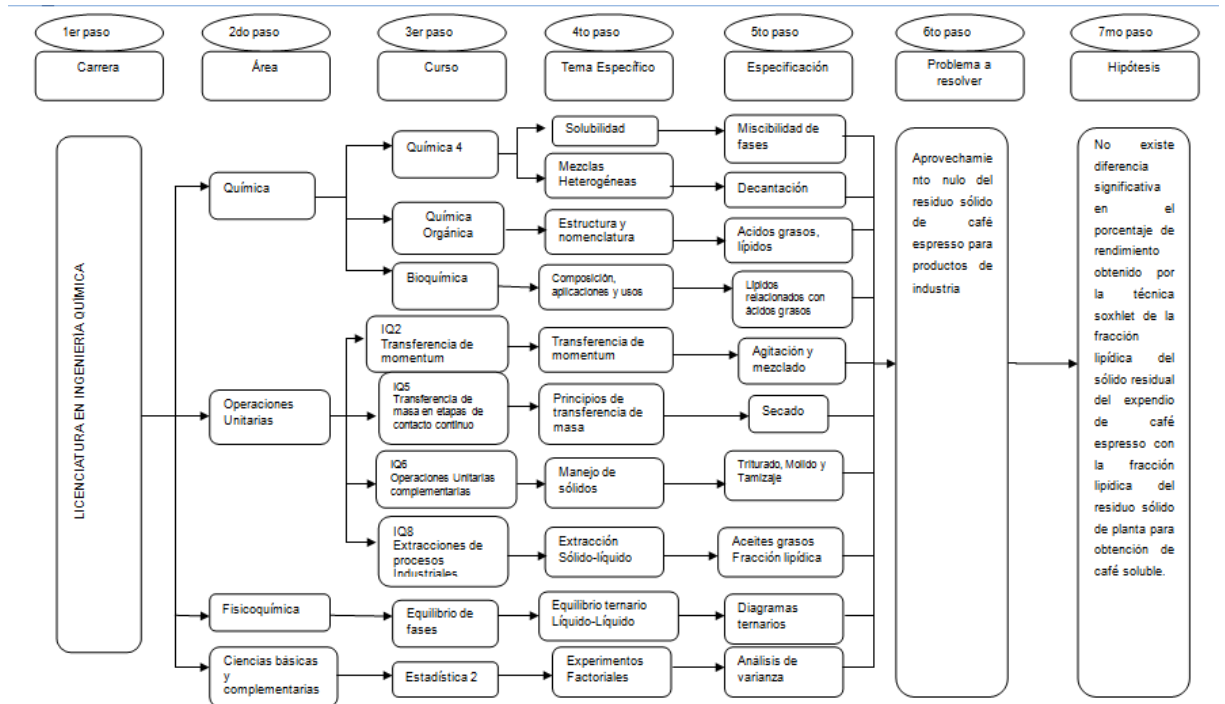 1er paso
2do paso
3er paso
4to paso
5to paso
6to paso
7mo paso
Carrera
Área
Curso
Tema Específico
Especificación
Problema a
resolver
Hipótesis
LICENCIATURA EN INGENIERÍA QUÍMICA
Química
Química 4
Solubilidad
Miscibilidad de
fases
Mezclas
Heterogéneas
Decantación
Química
Orgánica
Estructura y
nomenclatura
Acidos grasos,
lípidos
Bioquímica
Composición,
aplicaciones y usos
Lípidos
relacionados con
ácidos grasos
Operaciones
Unitarias
IQ2
Transferencia de
momentum
Transferencia de
momentum
Agitación y
mezclado
IQ5
Transferencia de
masa en etapas de
contacto continuo
Principios de
transferencia de
masa
Secado
IQ6
Operaciones Unitarias
complementarias
Manejo de
sólidos
Triturado, Molido y
Tamizaje
IQ8
Extracciones de
procesos
Industriales
Extracción
Sólido-líquido
Aceites grasos
Fracción lipídica
Fisicoquímica
Equilibrio de
fases
Equilibrio ternario
Líquido-Líquido
Diagramas
ternarios
Ciencias básicas
y
complementarias
Estadística 2
Experimentos
Factoriales
Análisis de
varianza
Aprovechamie
nto nulo del
residuo sólido
de café
espresso para
productos de
industria
No existe
diferencia
significativa
en el
porcentaje de
rendimiento
obtenido por
la técnica
soxhlet de la
fracción
lipídica del
sólido residual
del expendio
de café
espresso con
la fracción
lipidica del
residuo sólido
de planta para
obtención de
café soluble.